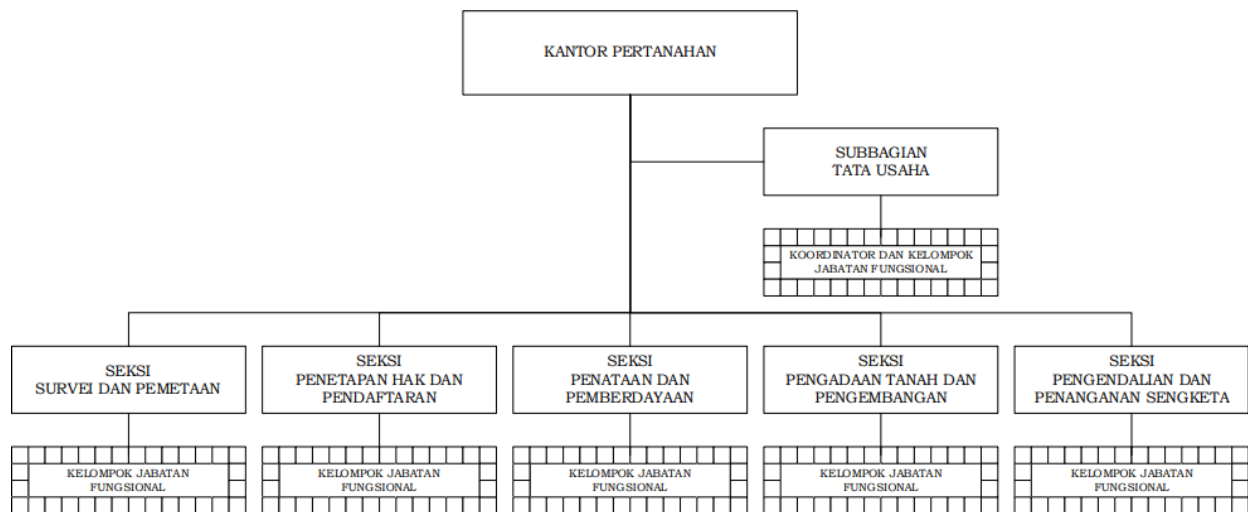 KANTOR PERTANAHAN
SUBBAGIAN
TATA USAHA
KOORDINATOR DAN KELOMPOK
JABATAN FUNGSIONAL
SEKSI
SURVEI DAN PEMETAAN
SEKSI
PENETAPAN HAK DAN
PENDAFTARAN
SEKSI
PENATAAN DAN
PEMBERDAYAAN
SEKSI
PENGADAAN TANAH DAN
PENGEMBANGAN
SEKSI
PENGENDALIAN DAN
PENANGANAN SENGKETA
KELOMPOK JABATAN
FUNGSIONAL
KELOMPOK JABATAN
FUNGSIONAL
KELOMPOK JABATAN
FUNGSIONAL
KELOMPOK JABATAN
FUNGSIONAL
KELOMPOK JABATAN
FUNGSIONAL